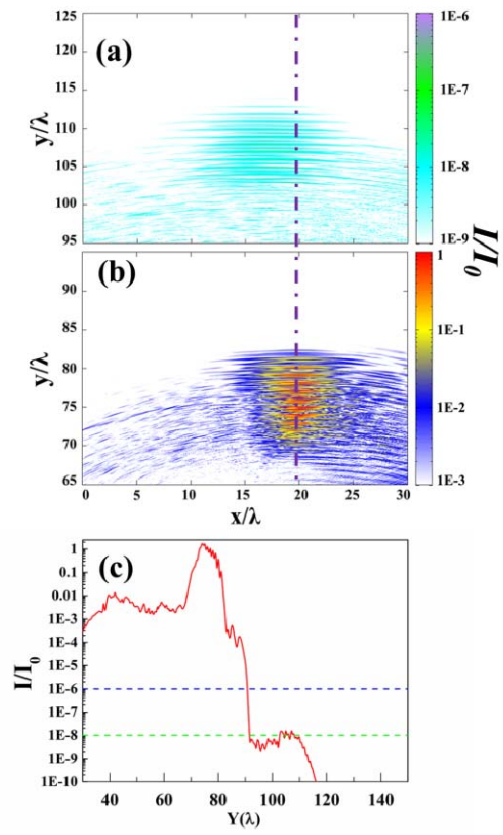 (a)
y/λ
125
120
115
110
105
100
95
1E-6
1E-7
1E-8
1E-9
I/I0
(b)
y/λ
90
85
80
75
70
65
0 5 10 15 20 25 30
x/λ
1
1E-1
1E-2
1E-3
(c)
I/I0
1
0.1
0.01
1E-3
1E-4
1E-5
1E-6
1E-7
1E-8
1E-9
1E-10
40 60 80 100 120 140
Y(λ)